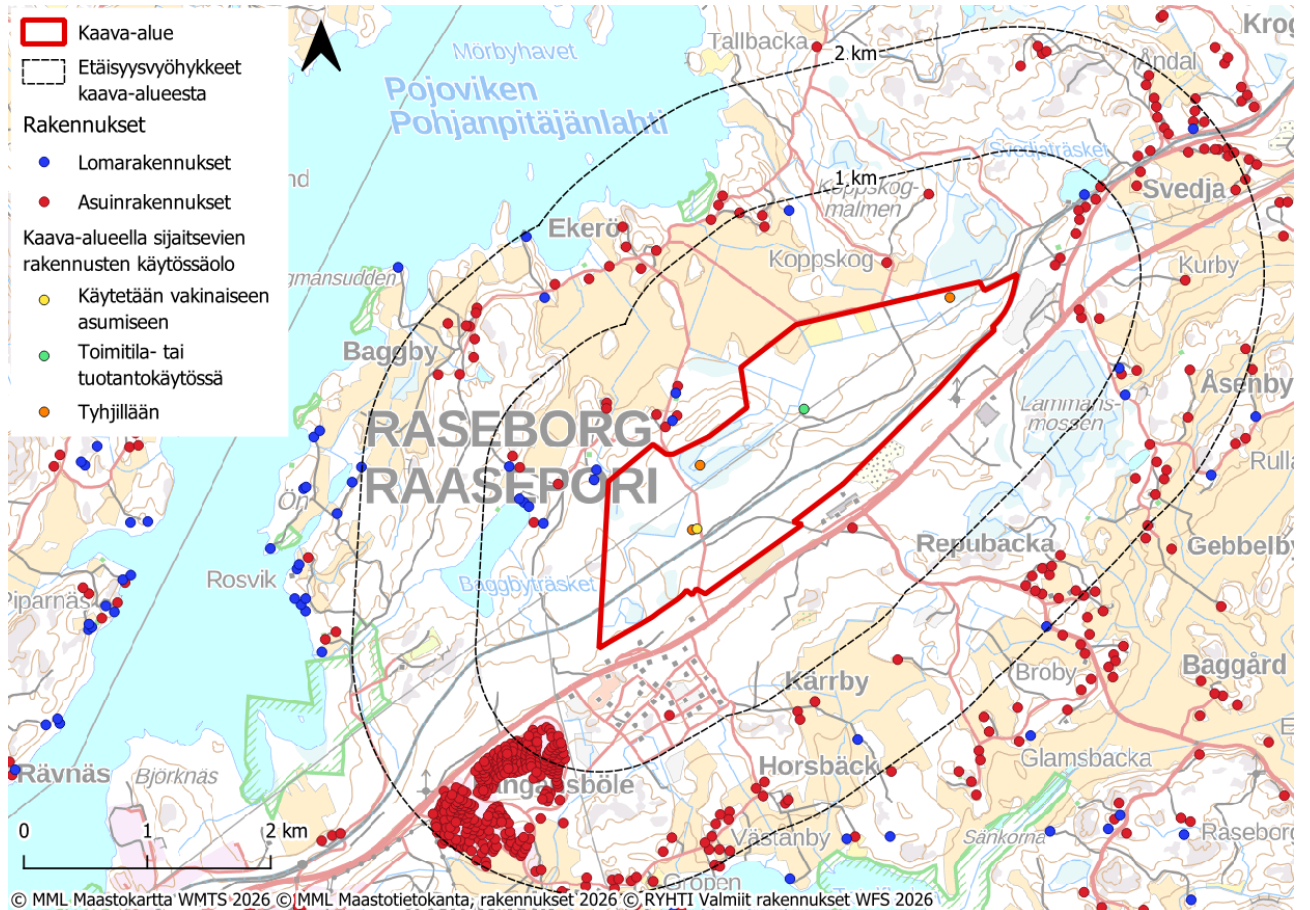 Kaava-alue
Etäisyysvyöhykkeet
kaava-alueesta
Rakennukset
Lomarakennukset
Asuinrakennukset
Kaava-alueella sijaitsevien
rakennusten käytössäolo
Käytetään vakinaiseen
asumiseen
Toimitila- tai
tuotantokäytössä
Tyhjillään
Mörbyhavet
Pojoviken
Pohjanpitäjänlahti
Tallbacka
2 km
Åndal
Svedjaträsket
1 km
Svedja
Koppskog-
malmen
Ekerö
Koppskog
Kurby
Baggby
Åsenby
Lammans-
mossen
RASEBORG
RAASEPORI
Ön
Repubacka
Gebbelby
Rosvik
Baggbyträsket
Piparnäs
Broby
Baggård
Kärrby
Glamsbacka
Rävnäs
Björknäs
Horsbäck
Västanby
Sänkorna
Raseborg
0 1 2 km
© MML Maastokartta WMTS 2026 © MML Maastotietokanta, rakennukset 2026 © RYHTI Valmiit rakennukset WFS 2026